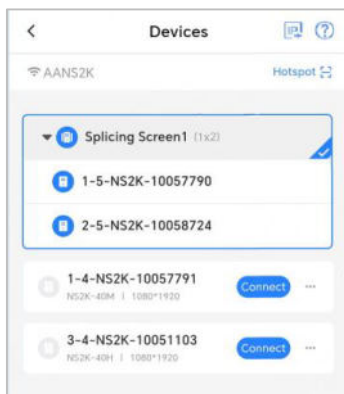 Devices
AANS2K Hotspot
Splicing Screen1 (1x2)
1-5-NS2K-10057790
2-5-NS2K-10058724
1-4-NS2K-10057791
NS2K-40M | 1080*1920
Connect
3-4-NS2K-10051103
NS2K-40H | 1080*1920
Connect